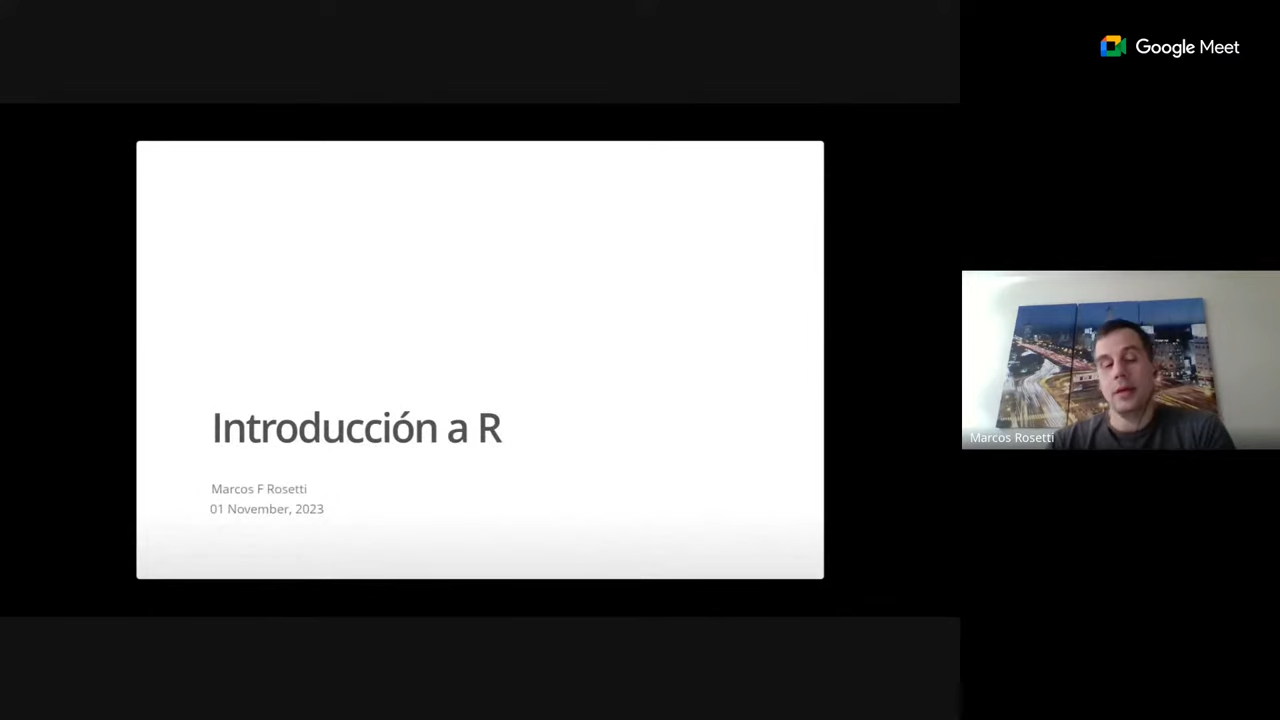 Google Meet
Introducción a R
Marcos F Rosetti
01 November, 2023
Marcos Rosetti